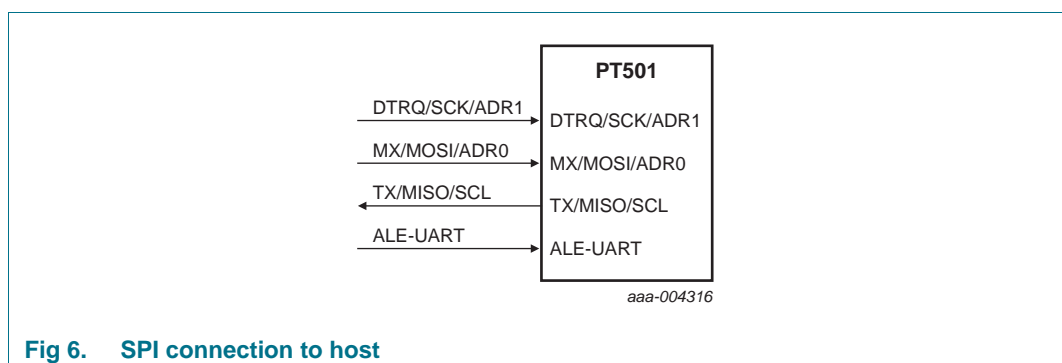 PT501
DTRQ/SCK/ADR1 DTRQ/SCK/ADR1
MX/MOSI/ADR0 MX/MOSI/ADR0
TX/MISO/SCL TX/MISO/SCL
ALE-UART ALE-UART
aaa-004316
Fig 6. SPI connection to host